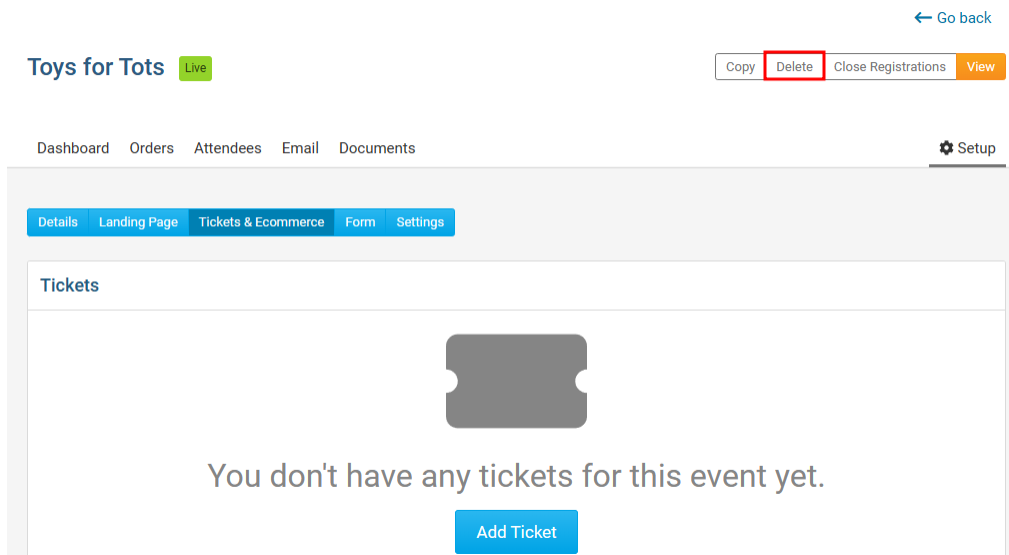 Go back
Toys for Tots Live
Copy Delete Close Registrations View
Dashboard Orders Attendees Email Documents Setup
Details Landing Page Tickets & Ecommerce Form Settings
Tickets
You don't have any tickets for this event yet.
Add Ticket